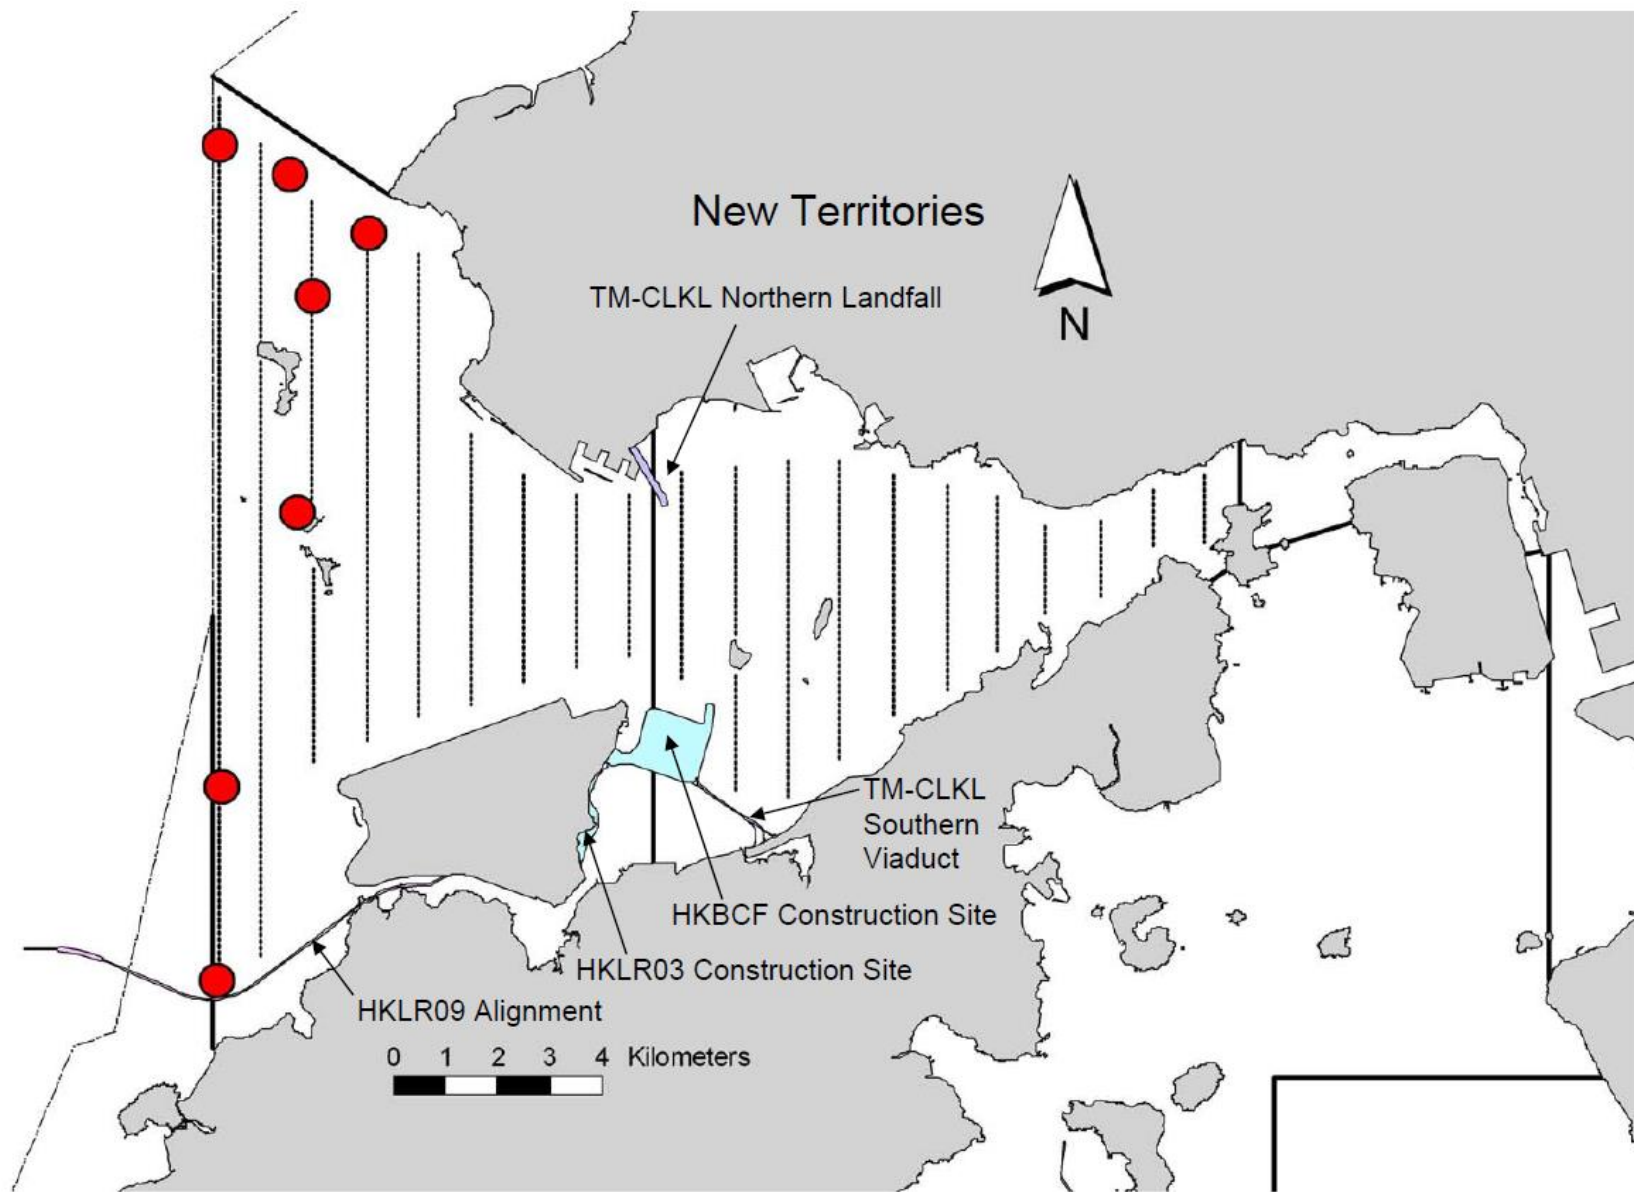 New Territories
TM-CLKL Northern Landfall
N
TM-CLKL
Southern
Viaduct
HKBCF Construction Site
HKLR03 Construction Site
HKLR09 Alignment
0 1 2 3 4 Kilometers